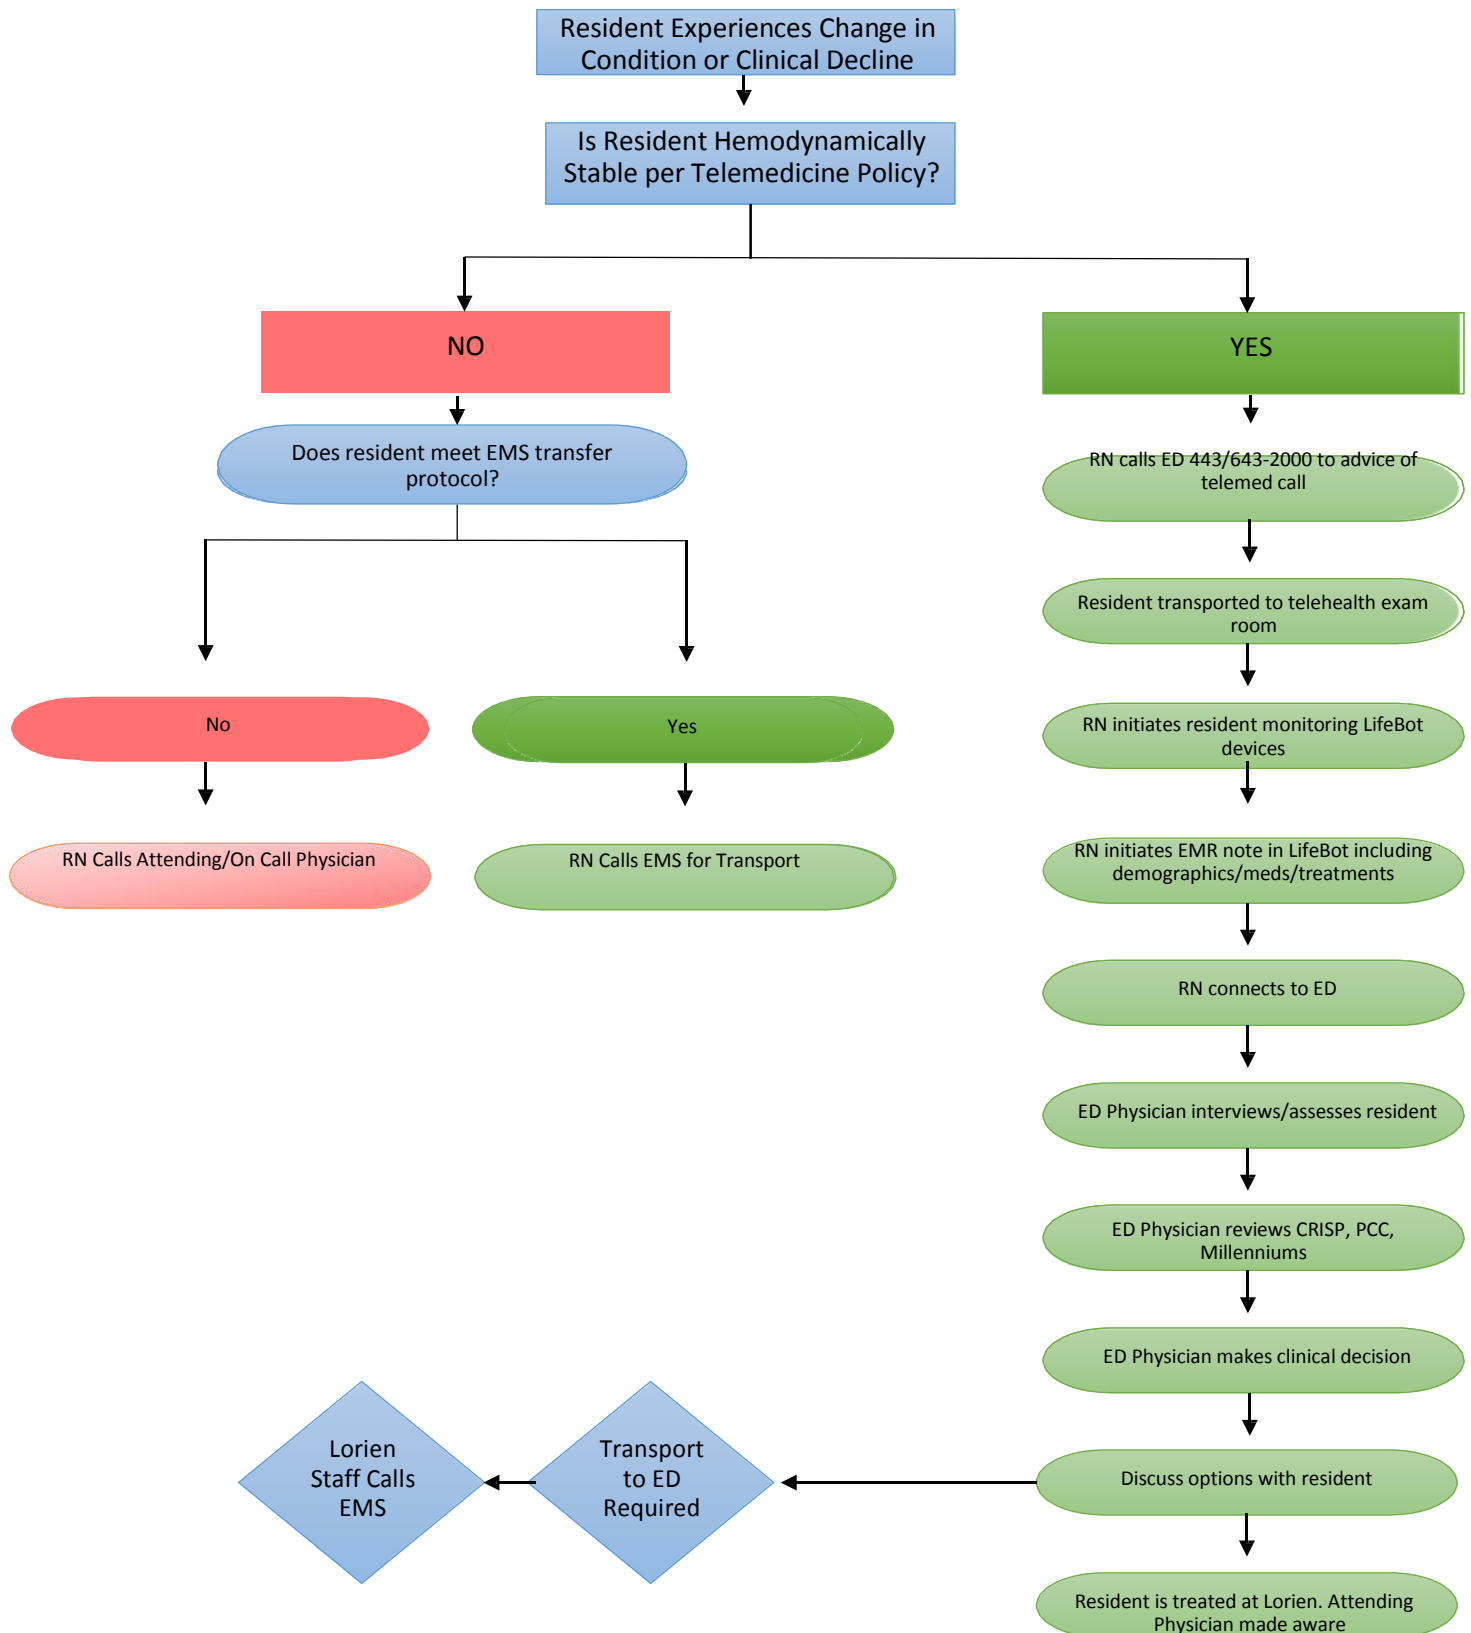 Resident Experiences Change in
Condition or Clinical Decline
Is Resident Hemodynamically
Stable per Telemedicine Policy?
NO
YES
Does resident meet EMS transfer
protocol?
RN calls ED 443/643-2000 to advice of
telemed call
Resident transported to telehealth exam
room
No
Yes
RN initiates resident monitoring LifeBot
devices
RN Calls Attending/On Call Physician
RN Calls EMS for Transport
RN initiates EMR note in LifeBot including
demographics/meds/treatments
RN connects to ED
ED Physician interviews/assesses resident
ED Physician reviews CRISP, PCC,
Millenniums
ED Physician makes clinical decision
Lorien
Staff Calls
EMS
Transport
to ED
Required
Discuss options with resident
Resident is treated at Lorien. Attending
Physician made aware